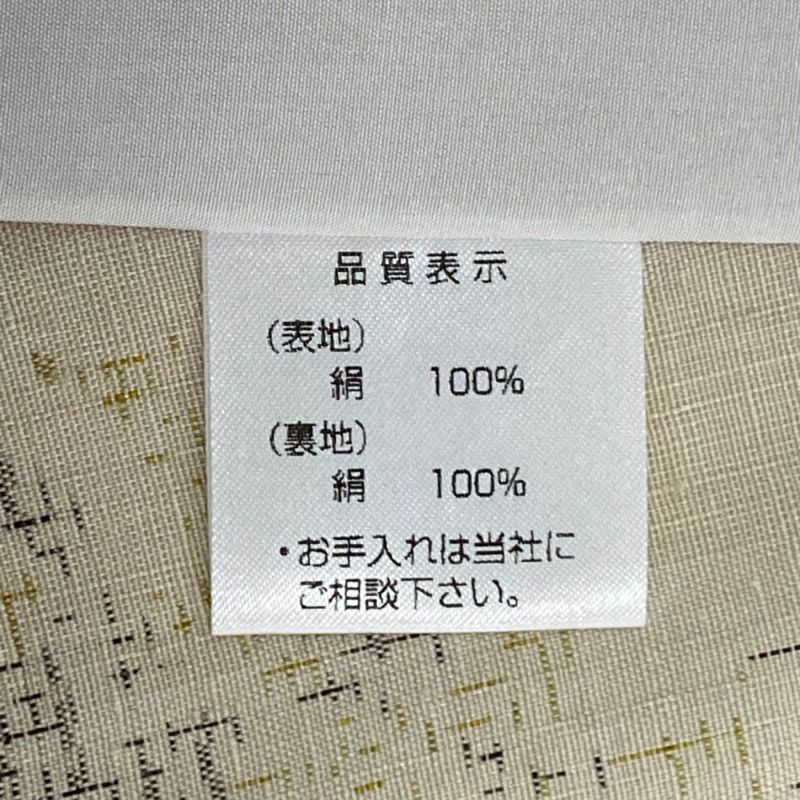 品質表示
(表地)
絹 100%
(裏地)
絹 100%
・お手入れは当社に
ご相談下さい。